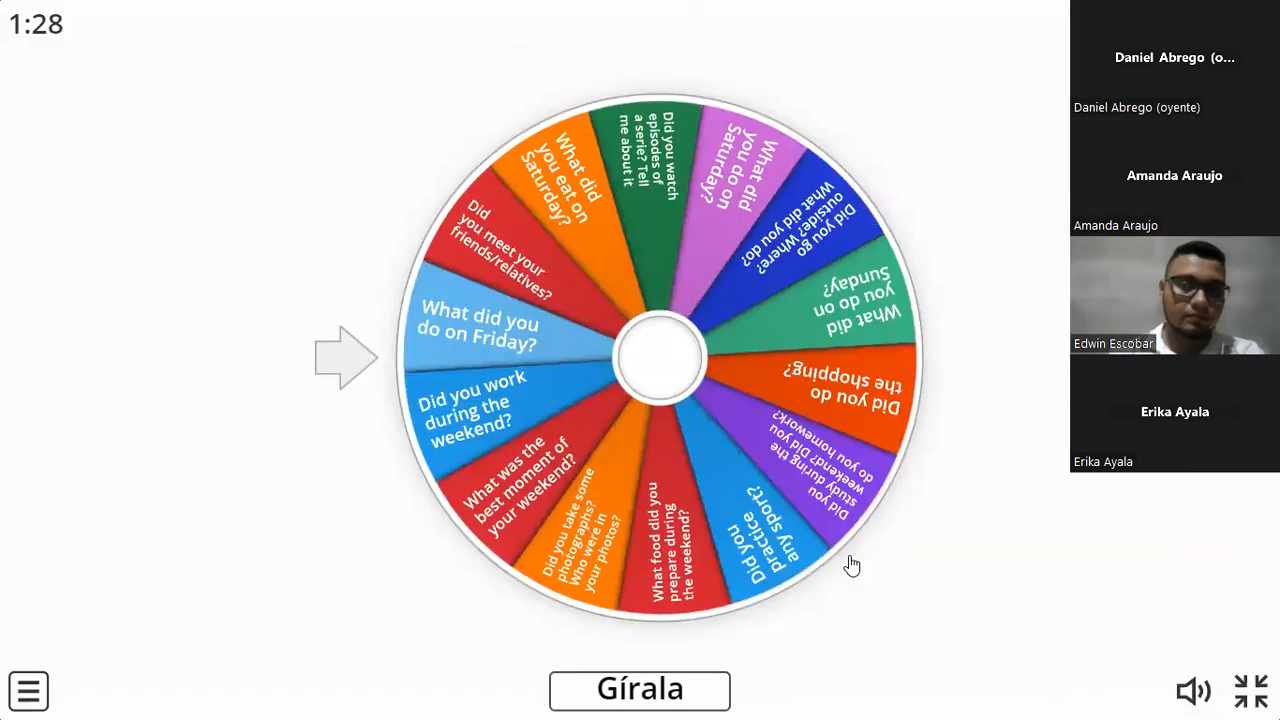 1:28
Did you watch
episodes of
a serie? Tell
me about it
What did
you do on
Saturday?
Did you go
outside? Where?
What did you do?
What did
you do on
Sunday?
Did you do
the shopping?
Did you
study during the
weekend? Did you
do you homework?
Did you
practice
any sport?
What food did you
prepare during
the weekend?
Did you take some
photographs?
Who were in
your photos?
What was the
best moment of
your weekend?
Did you work
during the
weekend?
What did you
do on Friday?
Did
you meet your
friends/relatives?
What did
you eat on
Saturday?
Gírala
Daniel Abrego (o...
Daniel Abrego (oyente)
Amanda Araujo
Amanda Araujo
Edwin Escobar
Erika Ayala
Erika Ayala